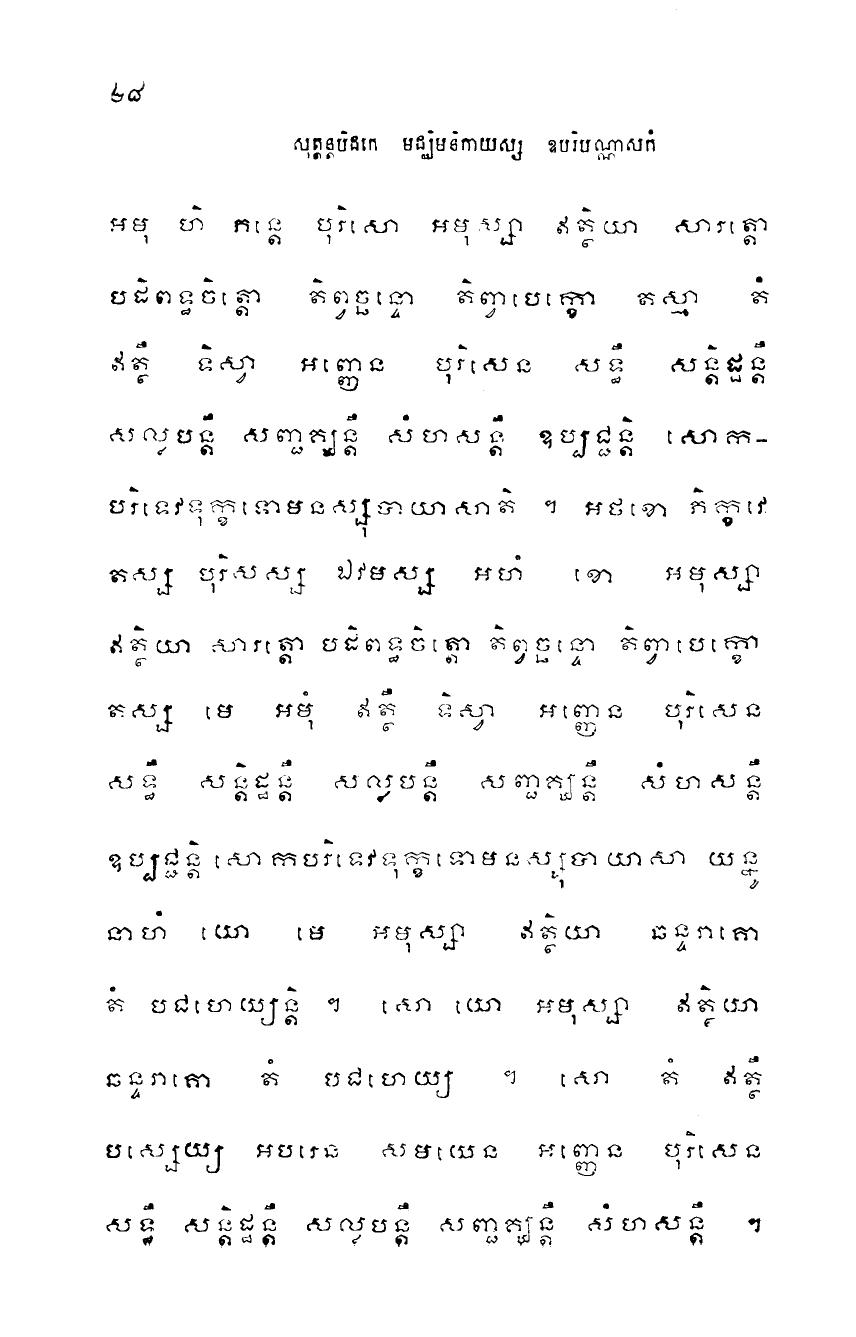 ៦៨
សុត្តន្តបិដកេ មជ្ឈិមនិកាយស្ស ឧបរិបណ្ណាសកំ
អមុ ហិ ភន្តេ បុរិសោ អមុស្សា ឥត្ថិយា សារត្តោ
បដិពទ្ធចិត្តោ តិព្វច្ឆន្ទោ តិព្វាបេក្ខោ តស្មា តំ
ឥត្ថឹ ទិស្វា អញ្ញេន បុរិសេន សទ្ធឹ សន្តិដ្ឋន្តឹ
សល្លបន្តឹ សញ្ជគ្ឃន្តឹ សំហសន្តឹ ឧប្បជ្ជន្តិ សោក-
បរិទេវទុក្ខទោមនស្សុបាយាសាតិ ។ អថខោ ភិក្ខវេ
តស្ស បុរិសស្ស ឯវមស្ស អហំ ខោ អមុស្សា
ឥត្ថិយា សារត្តោ បដិពទ្ធចិត្តោ តិព្វច្ឆន្ទោ តិព្វាបេក្ខោ
តស្ស មេ អមុំ ឥត្ថឹ ទិស្វា អញ្ញេន បុរិសេន
សទ្ធឹ សន្តិដ្ឋន្តឹ សល្លបន្តឹ សញ្ជគ្ឃន្តឹ សំហសន្តឹ
ឧប្បជ្ជន្តិ សោកបរិទេវទុក្ខទោមនស្សុបាយាសា យន្នូ
នាហំ យោ មេ អមុស្សា ឥត្ថិយា ឆន្ទរាគោ
តំ បជហេយ្យន្តិ ។ សោ យោ អមុស្សា ឥត្ថិយា
ឆន្ទរាគោ តំ បជហេយ្យ ។ សោ តំ ឥត្ថឹ
បស្សេយ្យ អបរេន សមយេន អញ្ញេន បុរិសេន
សទ្ធឹ សន្តិដ្ឋន្តឹ សល្លបន្តឹ សញ្ជគ្ឃន្តឹ សំហសន្តឹ ។